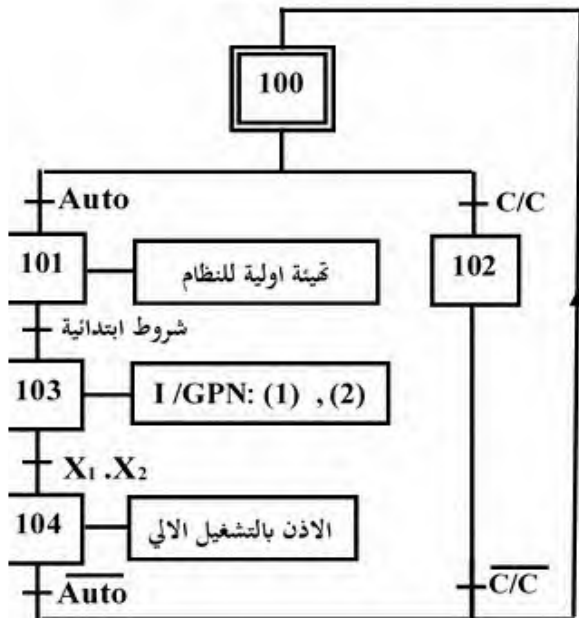 100
Auto
C/C
101
تهيئة اولية للنظام
102
شروط ابتدائية
103
I /GPN: (1) , (2)
X₁ .X₂
104
الاذن بالتشغيل الالي
A̅u̅t̅o̅
C̅/̅C̅